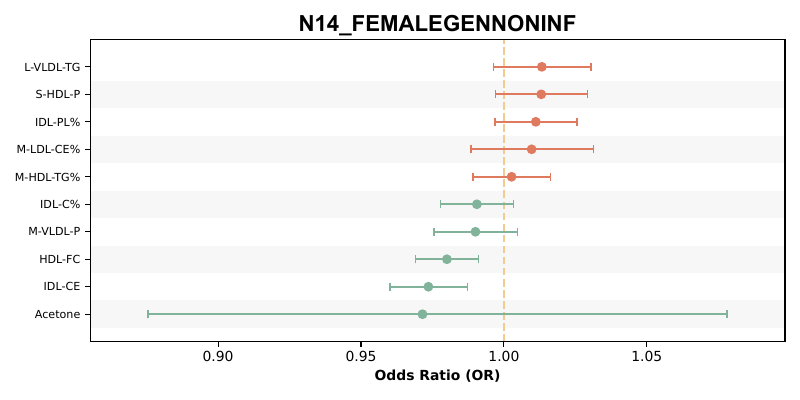 N14_FEMALEGENNONINF
L-VLDL-TG
S-HDL-P
IDL-PL%
M-LDL-CE%
M-HDL-TG%
IDL-C%
M-VLDL-P
HDL-FC
IDL-CE
Acetone
0.90 0.95 1.00 1.05
Odds Ratio (OR)